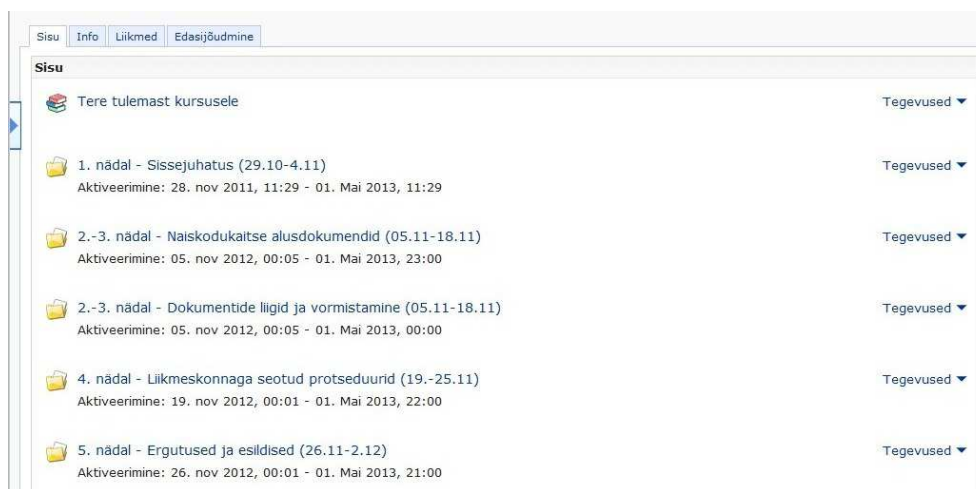 Sisu Info Liikmed Edasijõudmine
Sisu
Tere tulemast kursusele Tegevused
1. nädal - Sissejuhatus (29.10-4.11) Tegevused
Aktiveerimine: 28. nov 2011, 11:29 - 01. Mai 2013, 11:29
2.-3. nädal - Naiskodukaitse alusdokumendid (05.11-18.11) Tegevused
Aktiveerimine: 05. nov 2012, 00:05 - 01. Mai 2013, 23:00
2.-3. nädal - Dokumentide liigid ja vormistamine (05.11-18.11) Tegevused
Aktiveerimine: 05. nov 2012, 00:05 - 01. Mai 2013, 00:00
4. nädal - Liikmeskonnaga seotud protseduurid (19.-25.11) Tegevused
Aktiveerimine: 19. nov 2012, 00:01 - 01. Mai 2013, 22:00
5. nädal - Ergutused ja esildised (26.11-2.12) Tegevused
Aktiveerimine: 26. nov 2012, 00:01 - 01. Mai 2013, 21:00